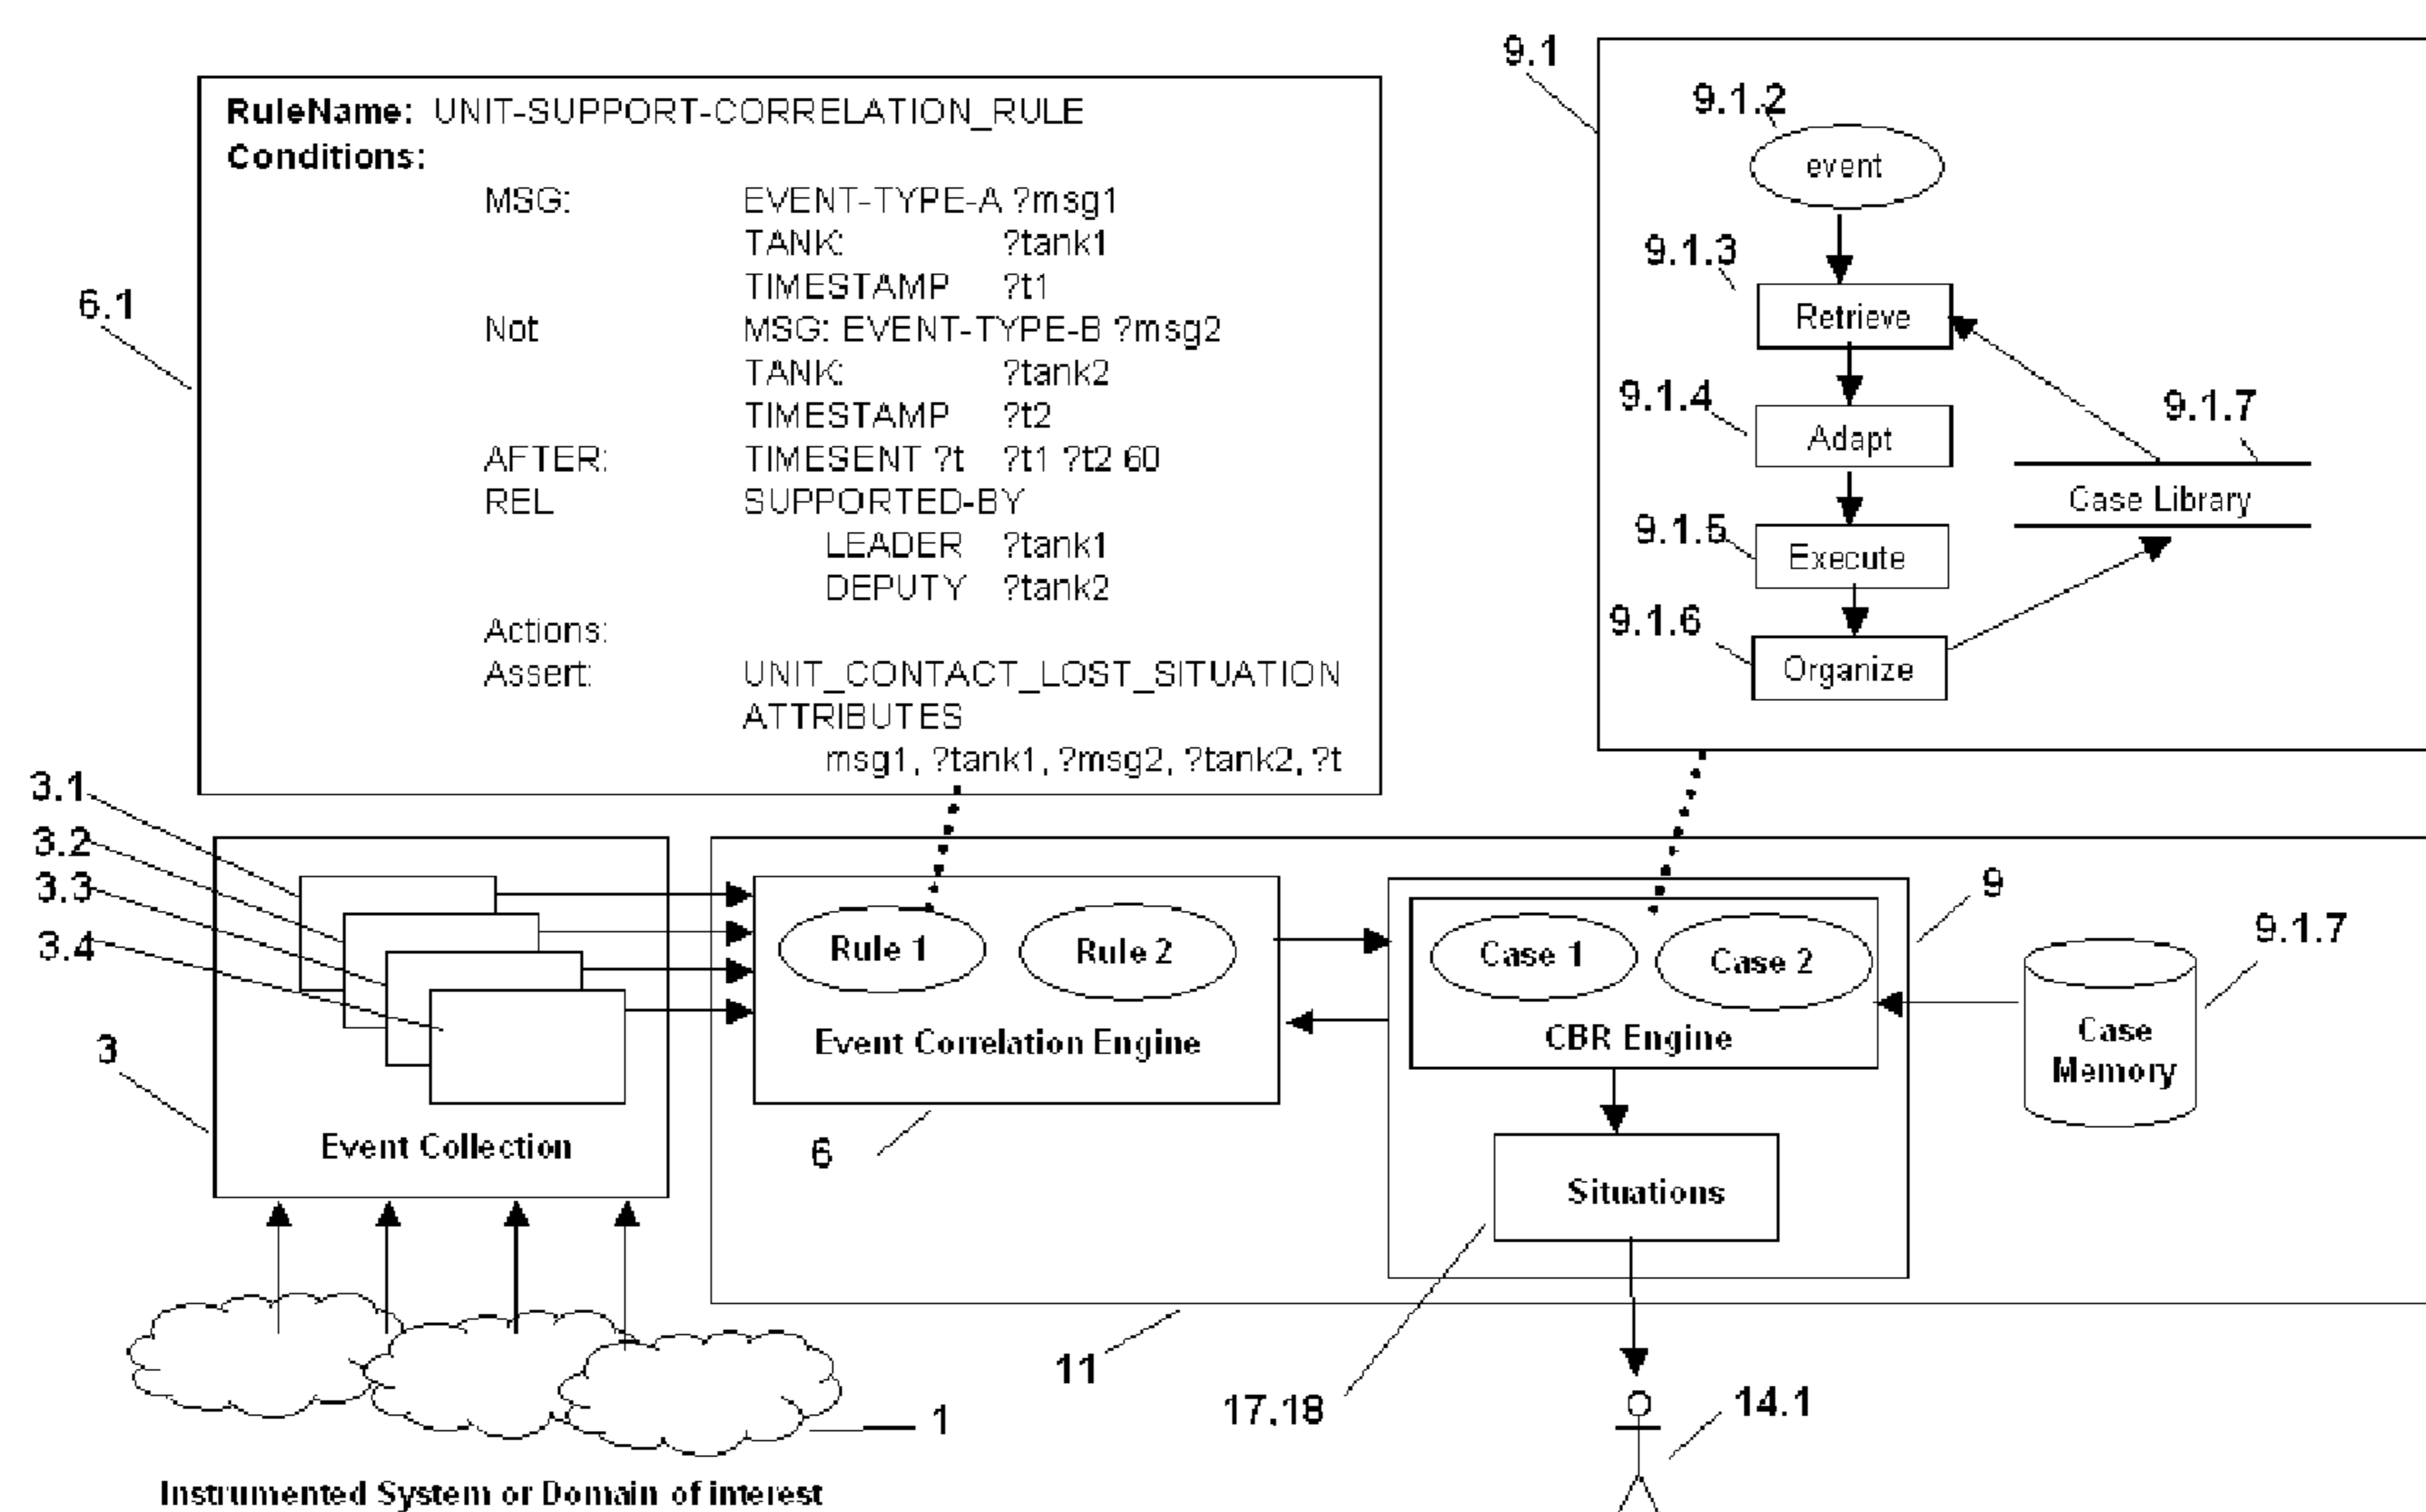 RuleName: UNIT-SUPPORT-CORRELATION_RULE
Conditions:
MSG: EVENT-TYPE-A ?msg1
TANK: ?tank1
TIMESTAMP ?t1
Not MSG: EVENT-TYPE-B ?msg2
TANK: ?tank2
TIMESTAMP ?t2
AFTER: TIMESENT ?t ?t1 ?t2 60
REL SUPPORTED-BY
LEADER ?tank1
DEPUTY ?tank2
Actions:
Assert: UNIT_CONTACT_LOST_SITUATION
ATTRIBUTES
msg1, ?tank1, ?msg2, ?tank2, ?t
6.1
9.1
9.1.2
event
9.1.3
Retrieve
9.1.4
Adapt
9.1.7
Case Library
9.1.5
Execute
9.1.6
Organize
3.1
3.2
3.3
3.4
3
Event Collection
Rule 1
Rule 2
Event Correlation Engine
6
Case 1
Case 2
CBR Engine
9
9.1.7
Case
Memory
Situations
11
17,18
14.1
1
Instrumented System or Domain of interest